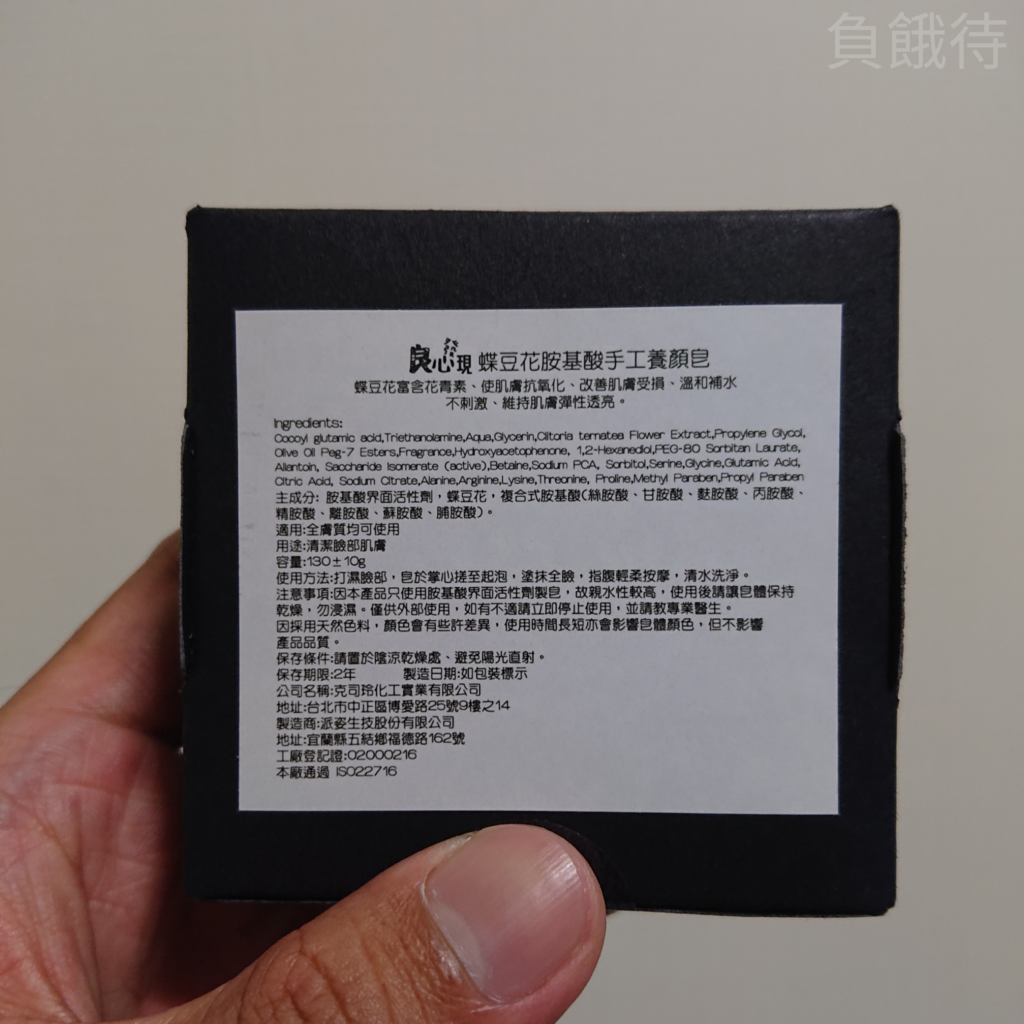 負餓待
良心現 蝶豆花胺基酸手工養顏皂
蝶豆花富含花青素、使肌膚抗氧化、改善肌膚受損、溫和補水
不刺激、維持肌膚彈性透亮。
Ingredients:
Cocoyl glutamic acid,Triethanolamine,Aqua,Glycerin,Clitoria ternatea Flower Extract,Propylene Glycol,
Olive Oil Peg-7 Esters,Fragrance,Hydroxyacetophenone, 1,2-Hexanediol,PEG-80 Sorbitan Laurate,
Allantoin, Saccharide Isomerate (active),Betaine,Sodium PCA, Sorbitol,Serine,Glycine,Glutamic Acid,
Citric Acid, Sodium Citrate,Alanine,Arginine,Lysine,Threonine, Proline,Methyl Paraben,Propyl Paraben
主成分: 胺基酸界面活性劑，蝶豆花，複合式胺基酸(絲胺酸、甘胺酸、麩胺酸、丙胺酸、
精胺酸、離胺酸、蘇胺酸、脯胺酸)。
適用:全膚質均可使用
用途:清潔臉部肌膚
容量:130±10g
使用方法:打濕臉部，皂於掌心搓至起泡，塗抹全臉，指腹輕柔按摩，清水洗淨。
注意事項:因本產品只使用胺基酸界面活性劑製皂，故親水性較高，使用後請讓皂體保持
乾燥，勿浸濕。僅供外部使用，如有不適請立即停止使用，並請教專業醫生。
因採用天然色料，顏色會有些許差異，使用時間長短亦會影響皂體顏色，但不影響
產品品質。
保存條件:請置於陰涼乾燥處、避免陽光直射。
保存期限:2年 製造日期:如包裝標示
公司名稱:克司玲化工實業有限公司
地址:台北市中正區博愛路25號9樓之14
製造商:派姿生技股份有限公司
地址:宜蘭縣五結鄉福德路162號
工廠登記證:02000216
本廠通過 ISO22716